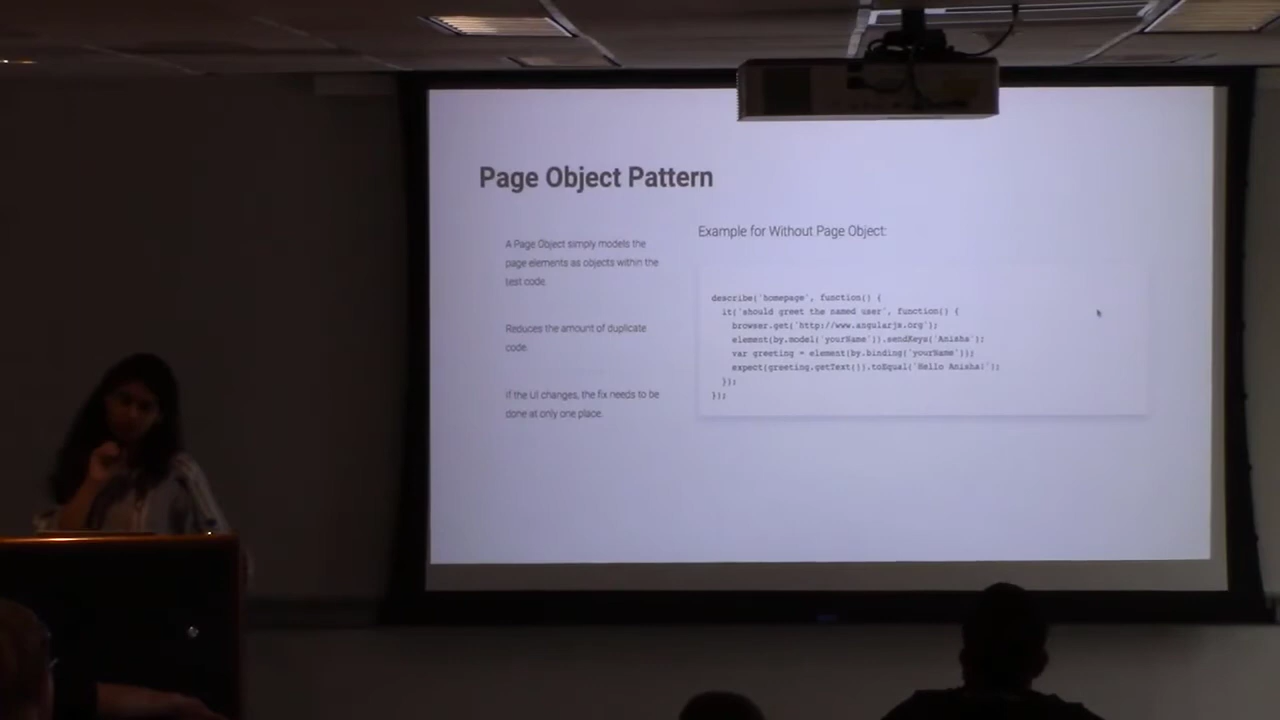 Page Object Pattern
A Page Object simply models the
page elements as objects within the
test code.
Reduces the amount of duplicate
code.
If the UI changes, the fix needs to be
done at only one place.
Example for Without Page Object:
describe('homepage', function() {
it('should greet the named user', function() {
browser.get('http://www.angularjs.org');
element(by.model('yourName')).sendKeys('Anisha');
var greeting = element(by.binding('yourName'));
expect(greeting.getText()).toEqual('Hello Anisha!');
});
});